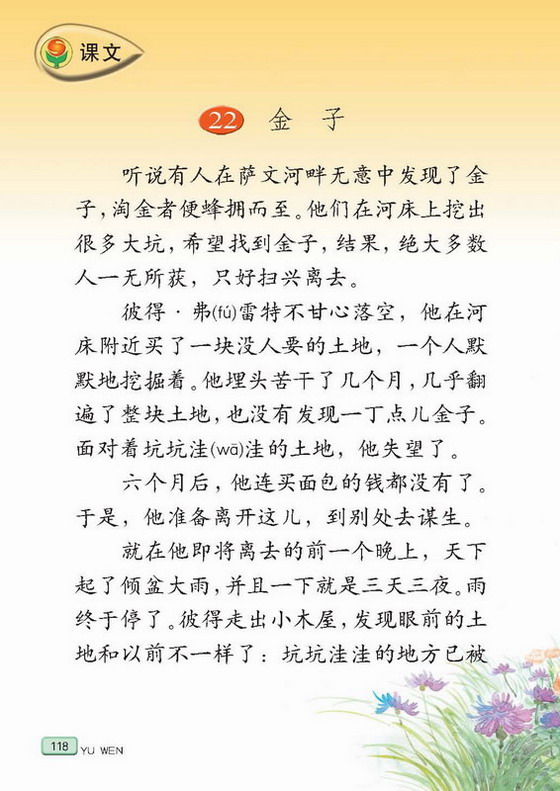 课文
22 金子
听说有人在萨文河畔无意中发现了金
子，淘金者便蜂拥而至。他们在河床上挖出
很多大坑，希望找到金子，结果，绝大多数
人一无所获，只好扫兴离去。
彼得·弗(fú)雷特不甘心落空，他在河
床附近买了一块没人要的土地，一个人默
默地挖掘着。他埋头苦干了几个月，几乎翻
遍了整块土地，也没有发现一丁点儿金子。
面对着坑坑洼(wā)洼的土地，他失望了。
六个月后，他连买面包的钱都没有了。
于是，他准备离开这儿，到别处去谋生。
就在他即将离去的前一个晚上，天下
起了倾盆大雨，并且一下就是三天三夜。雨
终于停了。彼得走出小木屋，发现眼前的土
地和以前不一样了：坑坑洼洼的地方已被
118 YU WEN